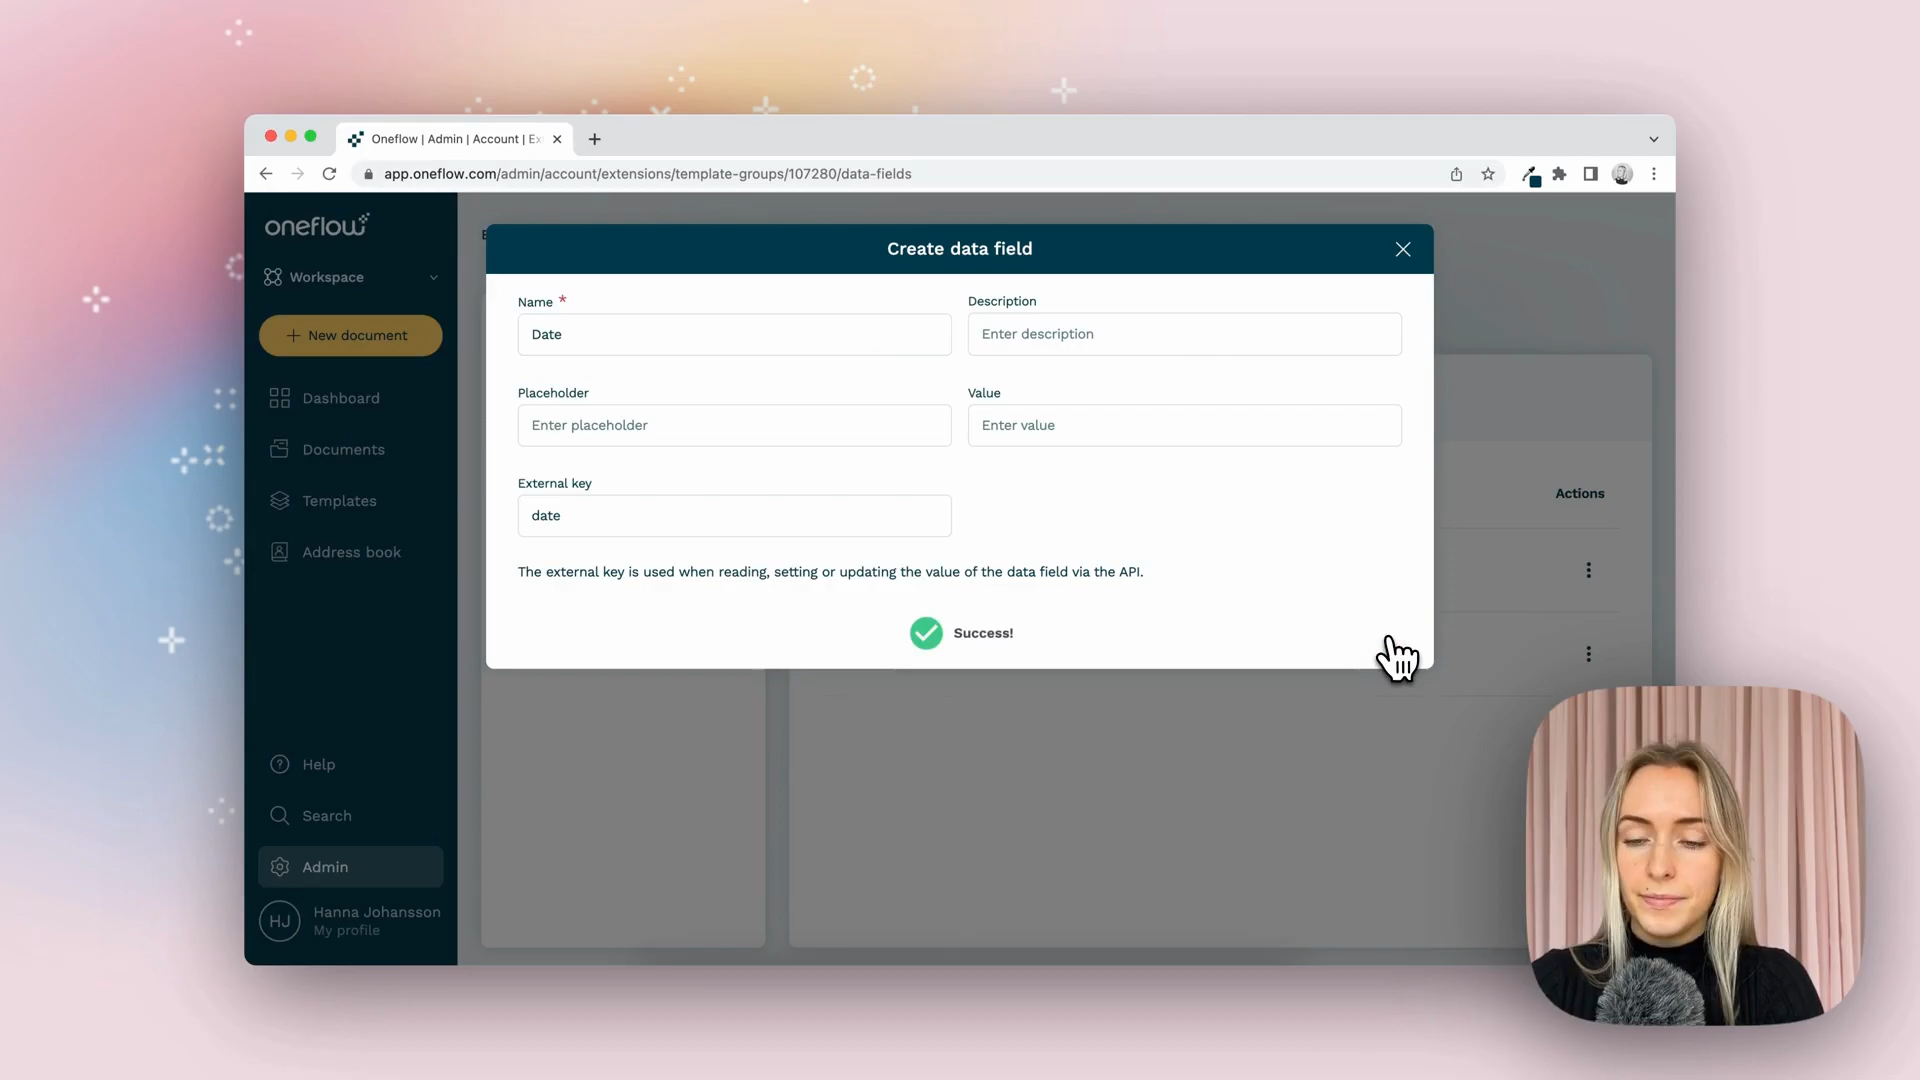 Oneflow | Admin | Account | Ex
app.oneflow.com/admin/account/extensions/template-groups/107280/data-fields
oneflow
Workspace
New document
Dashboard
Documents
Templates
Address book
Help
Search
Admin
HJ
Hanna Johansson
My profile
Create data field
Name *
Date
Description
Enter description
Placeholder
Enter placeholder
Value
Enter value
External key
date
The external key is used when reading, setting or updating the value of the data field via the API.
Success!
Actions